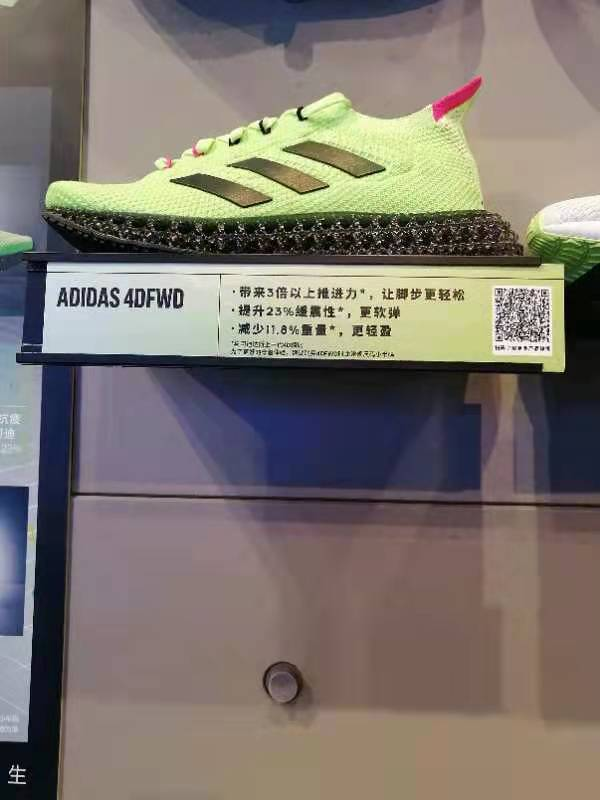 ADIDAS 4DFWD
·带来3倍以上推进力*，让脚步更轻松
·提升23%缓震性*，更软弹
·减少11.8%重量*，更轻盈
生